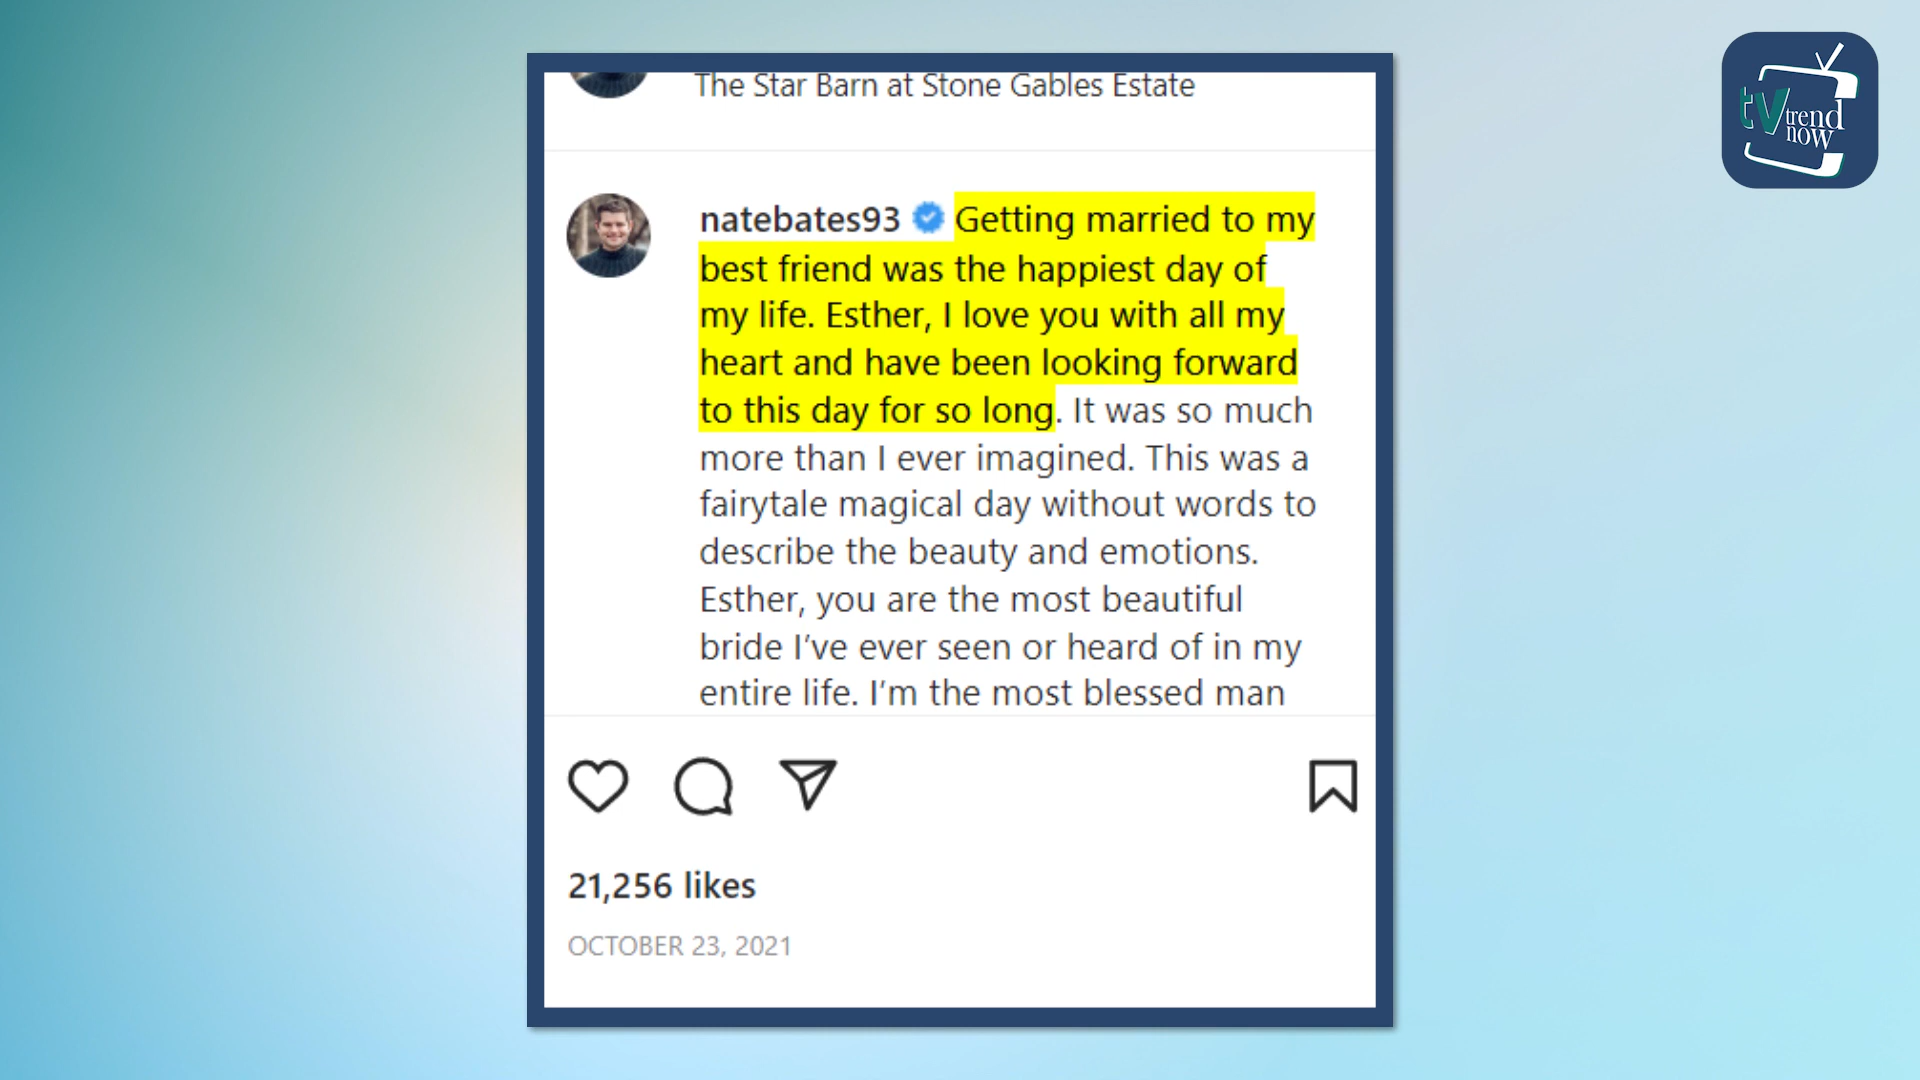 The Star Barn at Stone Gables Estate
tv trend now
natebates93 Getting married to my
best friend was the happiest day of
my life. Esther, I love you with all my
heart and have been looking forward
to this day for so long. It was so much
more than I ever imagined. This was a
fairytale magical day without words to
describe the beauty and emotions.
Esther, you are the most beautiful
bride I’ve ever seen or heard of in my
entire life. I’m the most blessed man
21,256 likes
OCTOBER 23, 2021